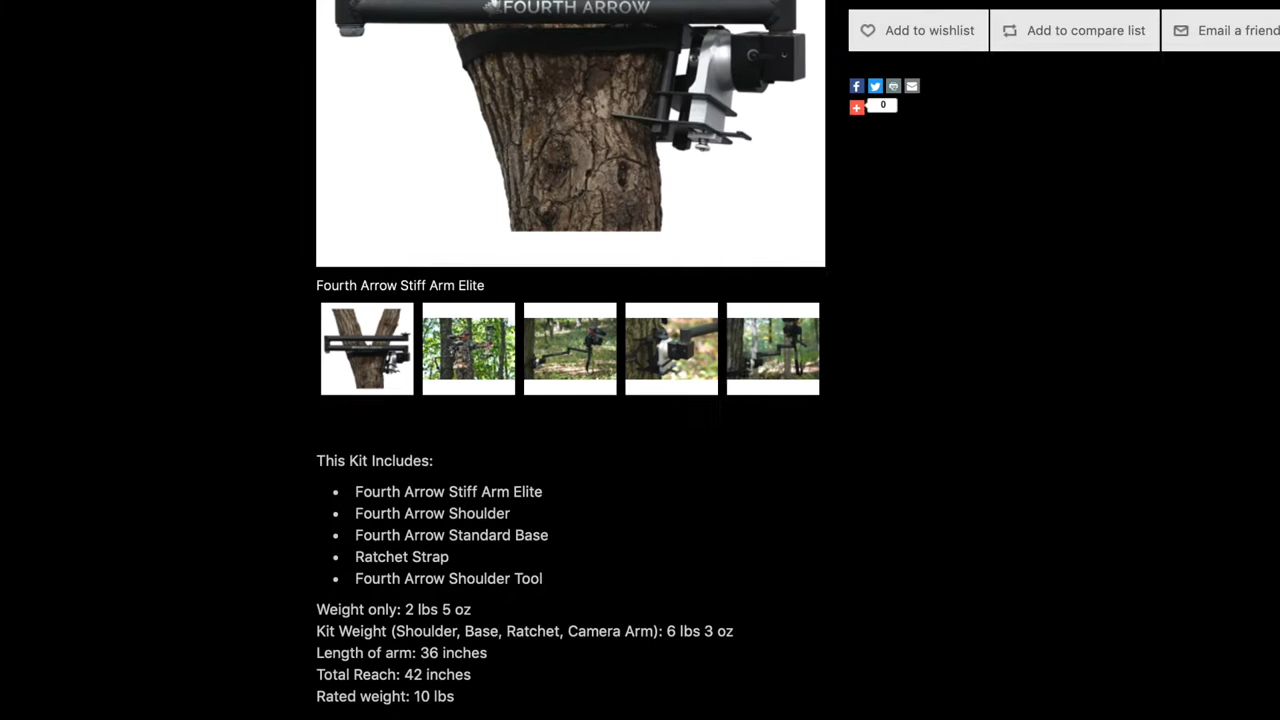 FOURTH ARROW
Add to wishlist
Add to compare list
Email a friend
0
Fourth Arrow Stiff Arm Elite
This Kit Includes:
• Fourth Arrow Stiff Arm Elite
• Fourth Arrow Shoulder
• Fourth Arrow Standard Base
• Ratchet Strap
• Fourth Arrow Shoulder Tool
Weight only: 2 lbs 5 oz
Kit Weight (Shoulder, Base, Ratchet, Camera Arm): 6 lbs 3 oz
Length of arm: 36 inches
Total Reach: 42 inches
Rated weight: 10 lbs